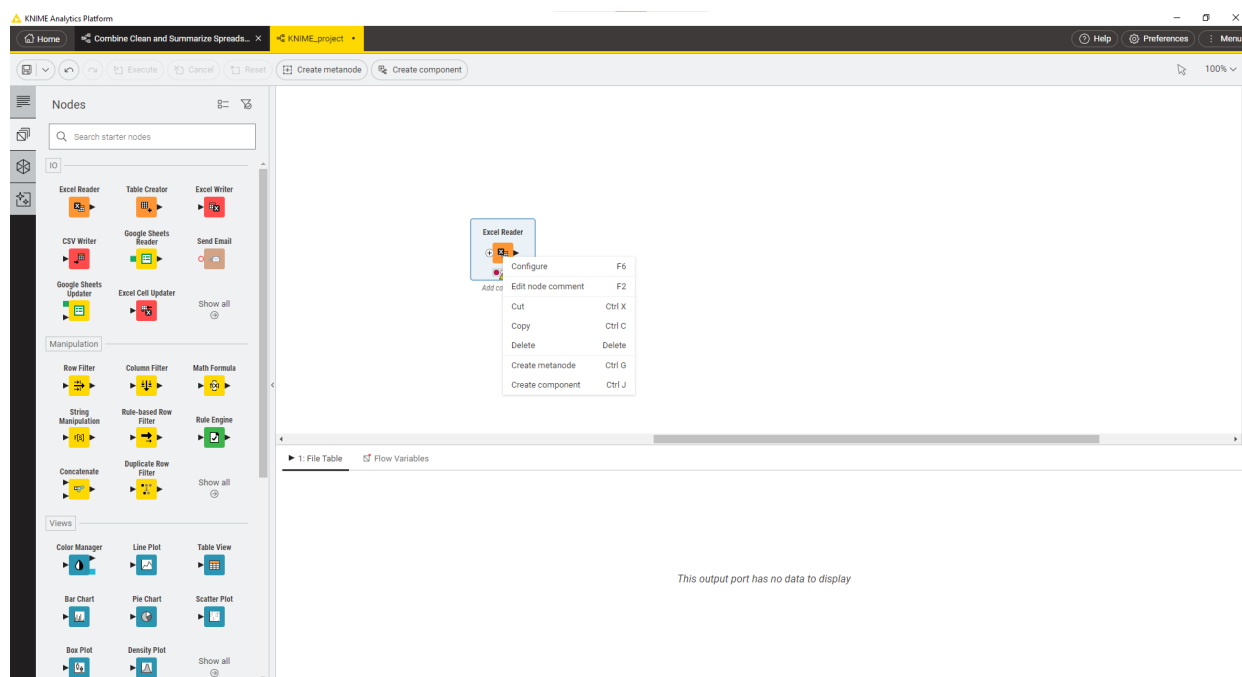 KNIME Analytics Platform
Home
Combine Clean and Summarize Spreads...
KNIME_project
Help
Preferences
Menu
Execute
Cancel
Reset
Create metanode
Create component
100%
Nodes
Search starter nodes
IO
Excel Reader
Table Creator
Excel Writer
CSV Writer
Google Sheets
Reader
Send Email
Google Sheets
Updater
Excel Cell Updater
Show all
Manipulation
Row Filter
Column Filter
Math Formula
String
Manipulation
Rule-based Row
Filter
Rule Engine
Concatenate
Duplicate Row
Filter
Show all
Views
Color Manager
Line Plot
Table View
Bar Chart
Pie Chart
Scatter Plot
Box Plot
Density Plot
Show all
Excel Reader
Add co
Configure F6
Edit node comment F2
Cut Ctrl X
Copy Ctrl C
Delete Delete
Create metanode Ctrl G
Create component Ctrl J
1: File Table
Flow Variables
This output port has no data to display